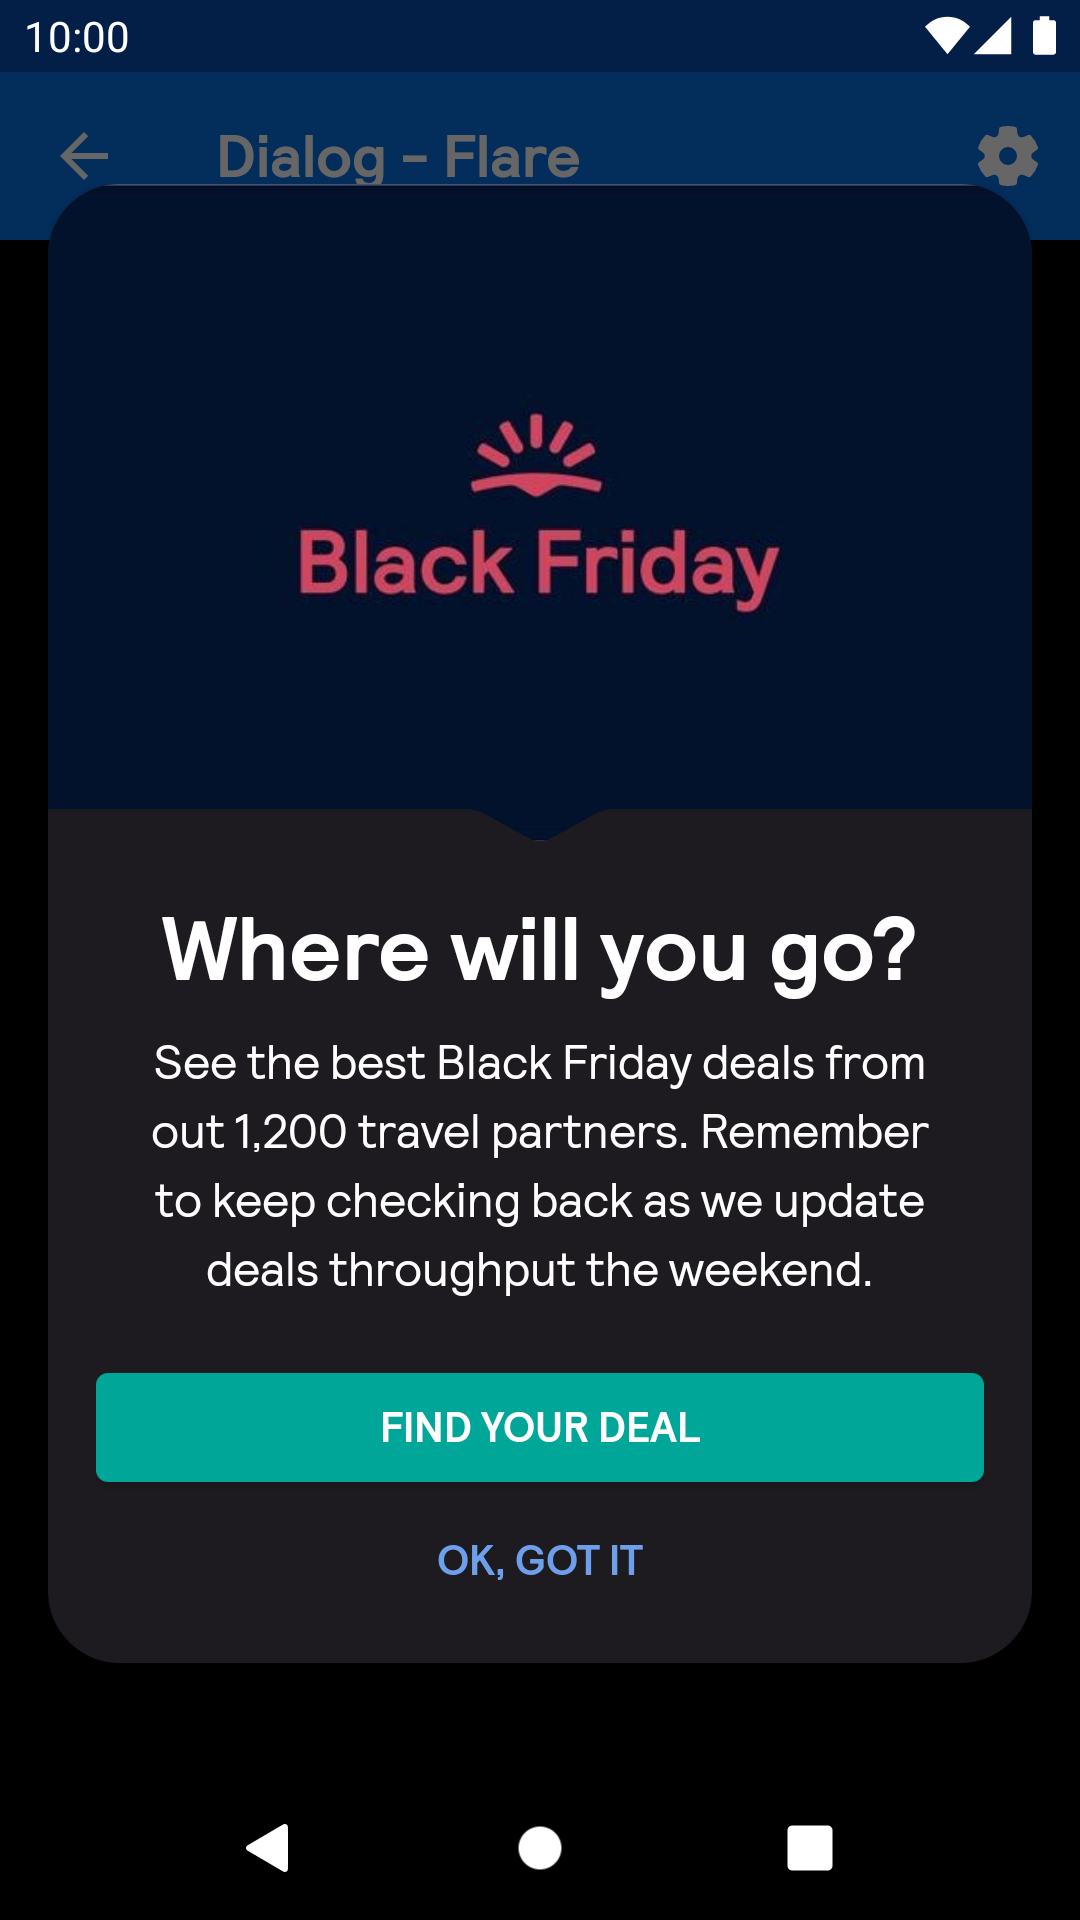 10:00
Dialog - Flare
Black Friday
Where will you go?
See the best Black Friday deals from
out 1,200 travel partners. Remember
to keep checking back as we update
deals throughput the weekend.
FIND YOUR DEAL
OK, GOT IT